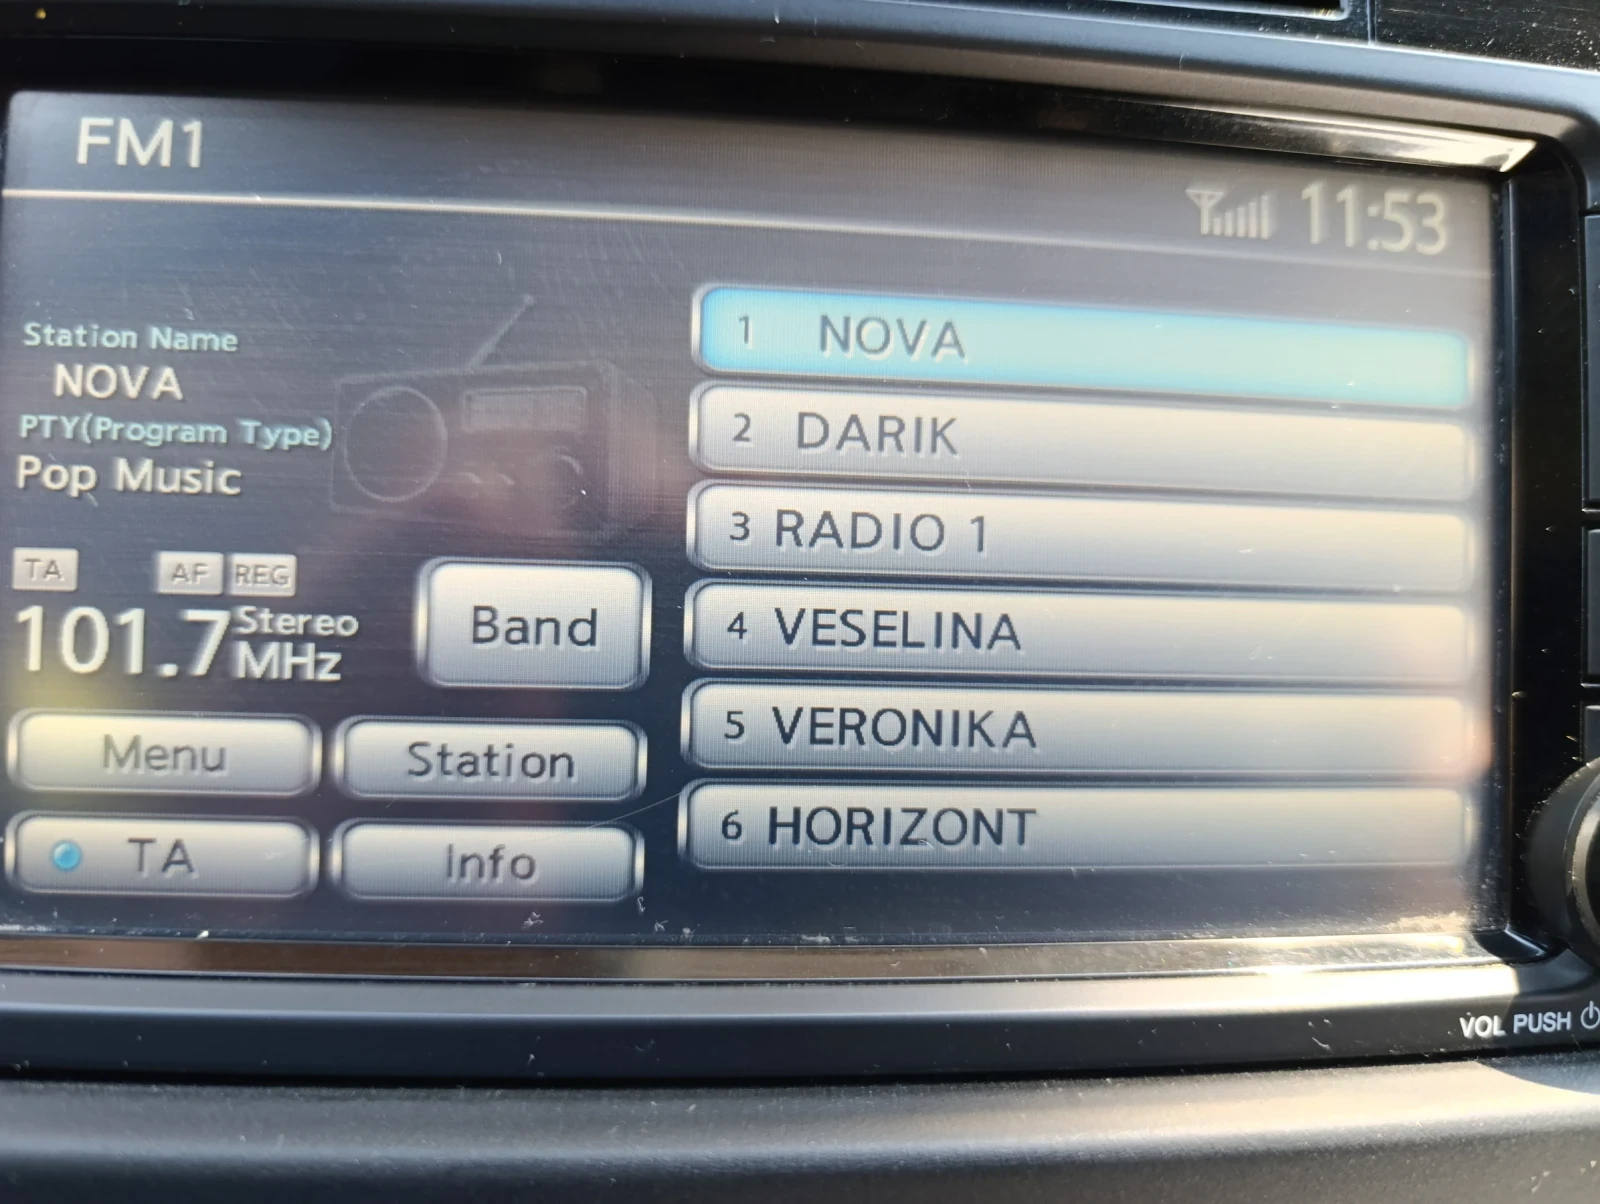 FM1
11:53
Station Name
NOVA
PTY(Program Type)
Pop Music
TA AF REG
101.7 Stereo
MHz
Band
Menu Station
TA Info
1 NOVA
2 DARIK
3 RADIO 1
4 VESELINA
5 VERONIKA
6 HORIZONT
VOL PUSH